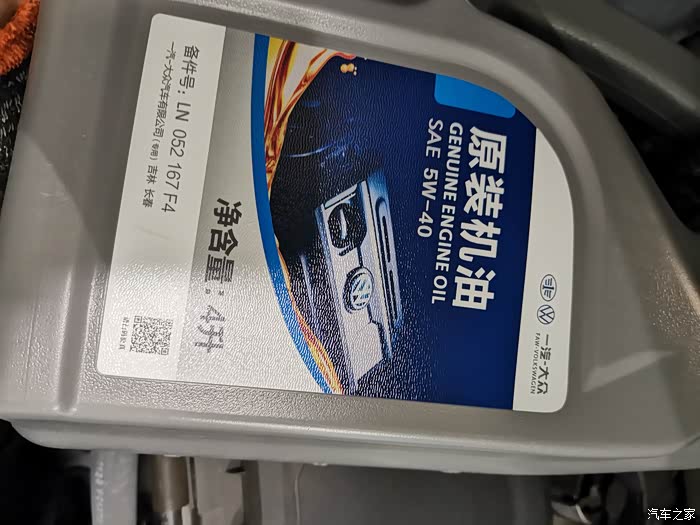 一汽-大众
FAW-VOLKSWAGEN
原装机油
GENUINE ENGINE OIL
SAE 5W-40
净含量：4升
备件号：LN 052 167 F4
一汽-大众汽车有限公司(专用) 吉林 长春
汽车之家